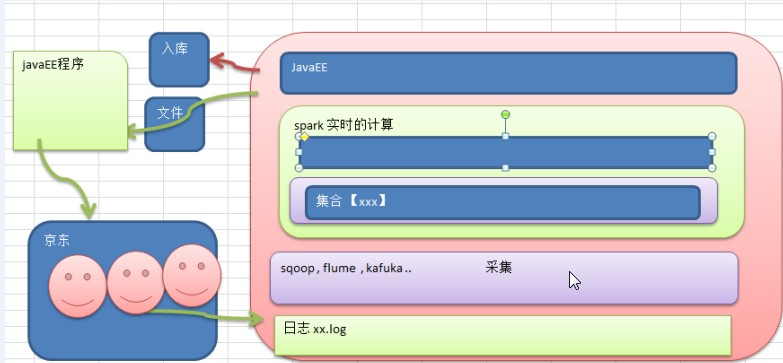 入库
JavaEE
javaEE程序
文件
spark 实时的计算
集合【xxx】
京东
sqoop , flume , kafuka .. 采集
日志 xx.log